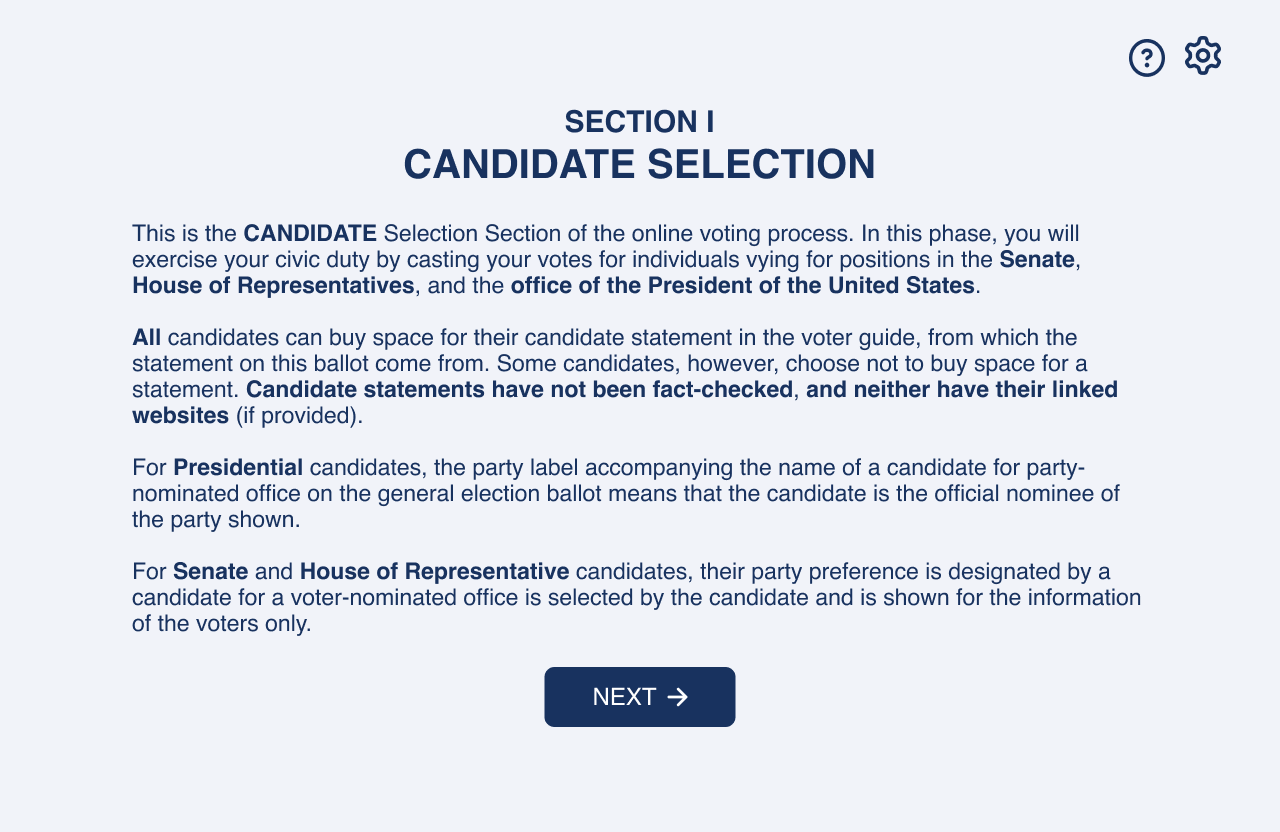 SECTION I
CANDIDATE SELECTION
This is the CANDIDATE Selection Section of the online voting process. In this phase, you will
exercise your civic duty by casting your votes for individuals vying for positions in the Senate,
House of Representatives, and the office of the President of the United States.
All candidates can buy space for their candidate statement in the voter guide, from which the
statement on this ballot come from. Some candidates, however, choose not to buy space for a
statement. Candidate statements have not been fact-checked, and neither have their linked
websites (if provided).
For Presidential candidates, the party label accompanying the name of a candidate for party-
nominated office on the general election ballot means that the candidate is the official nominee of
the party shown.
For Senate and House of Representative candidates, their party preference is designated by a
candidate for a voter-nominated office is selected by the candidate and is shown for the information
of the voters only.
NEXT →